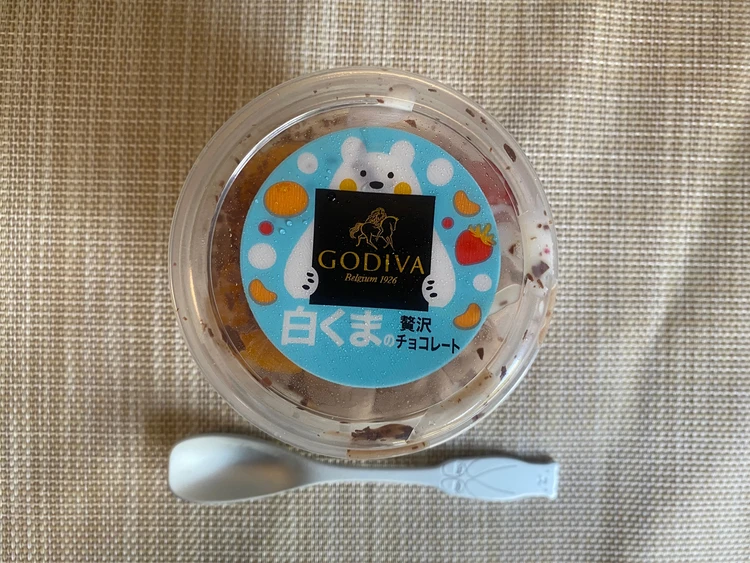 GODIVA
Belgium 1926
白くまの贅沢
チョコレート